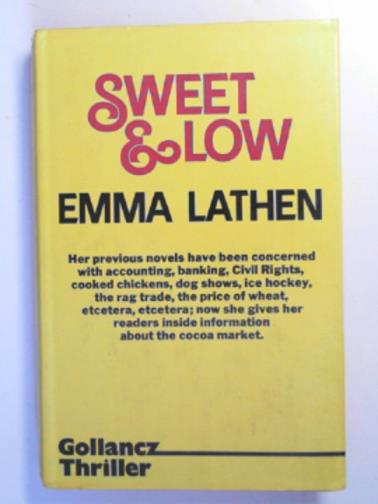 SWEET
& LOW
EMMA LATHEN
Her previous novels have been concerned
with accounting, banking, Civil Rights,
cooked chickens, dog shows, ice hockey,
the rag trade, the price of wheat,
etcetera, etcetera; now she gives her
readers inside information
about the cocoa market.
Gollancz
Thriller